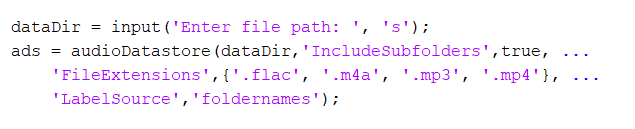 dataDir = input('Enter file path: ', 's');
ads = audioDatastore(dataDir,'IncludeSubfolders',true, ...
    'FileExtensions',{'.flac', '.m4a', '.mp3', '.mp4'}, ...
    'LabelSource','foldernames');